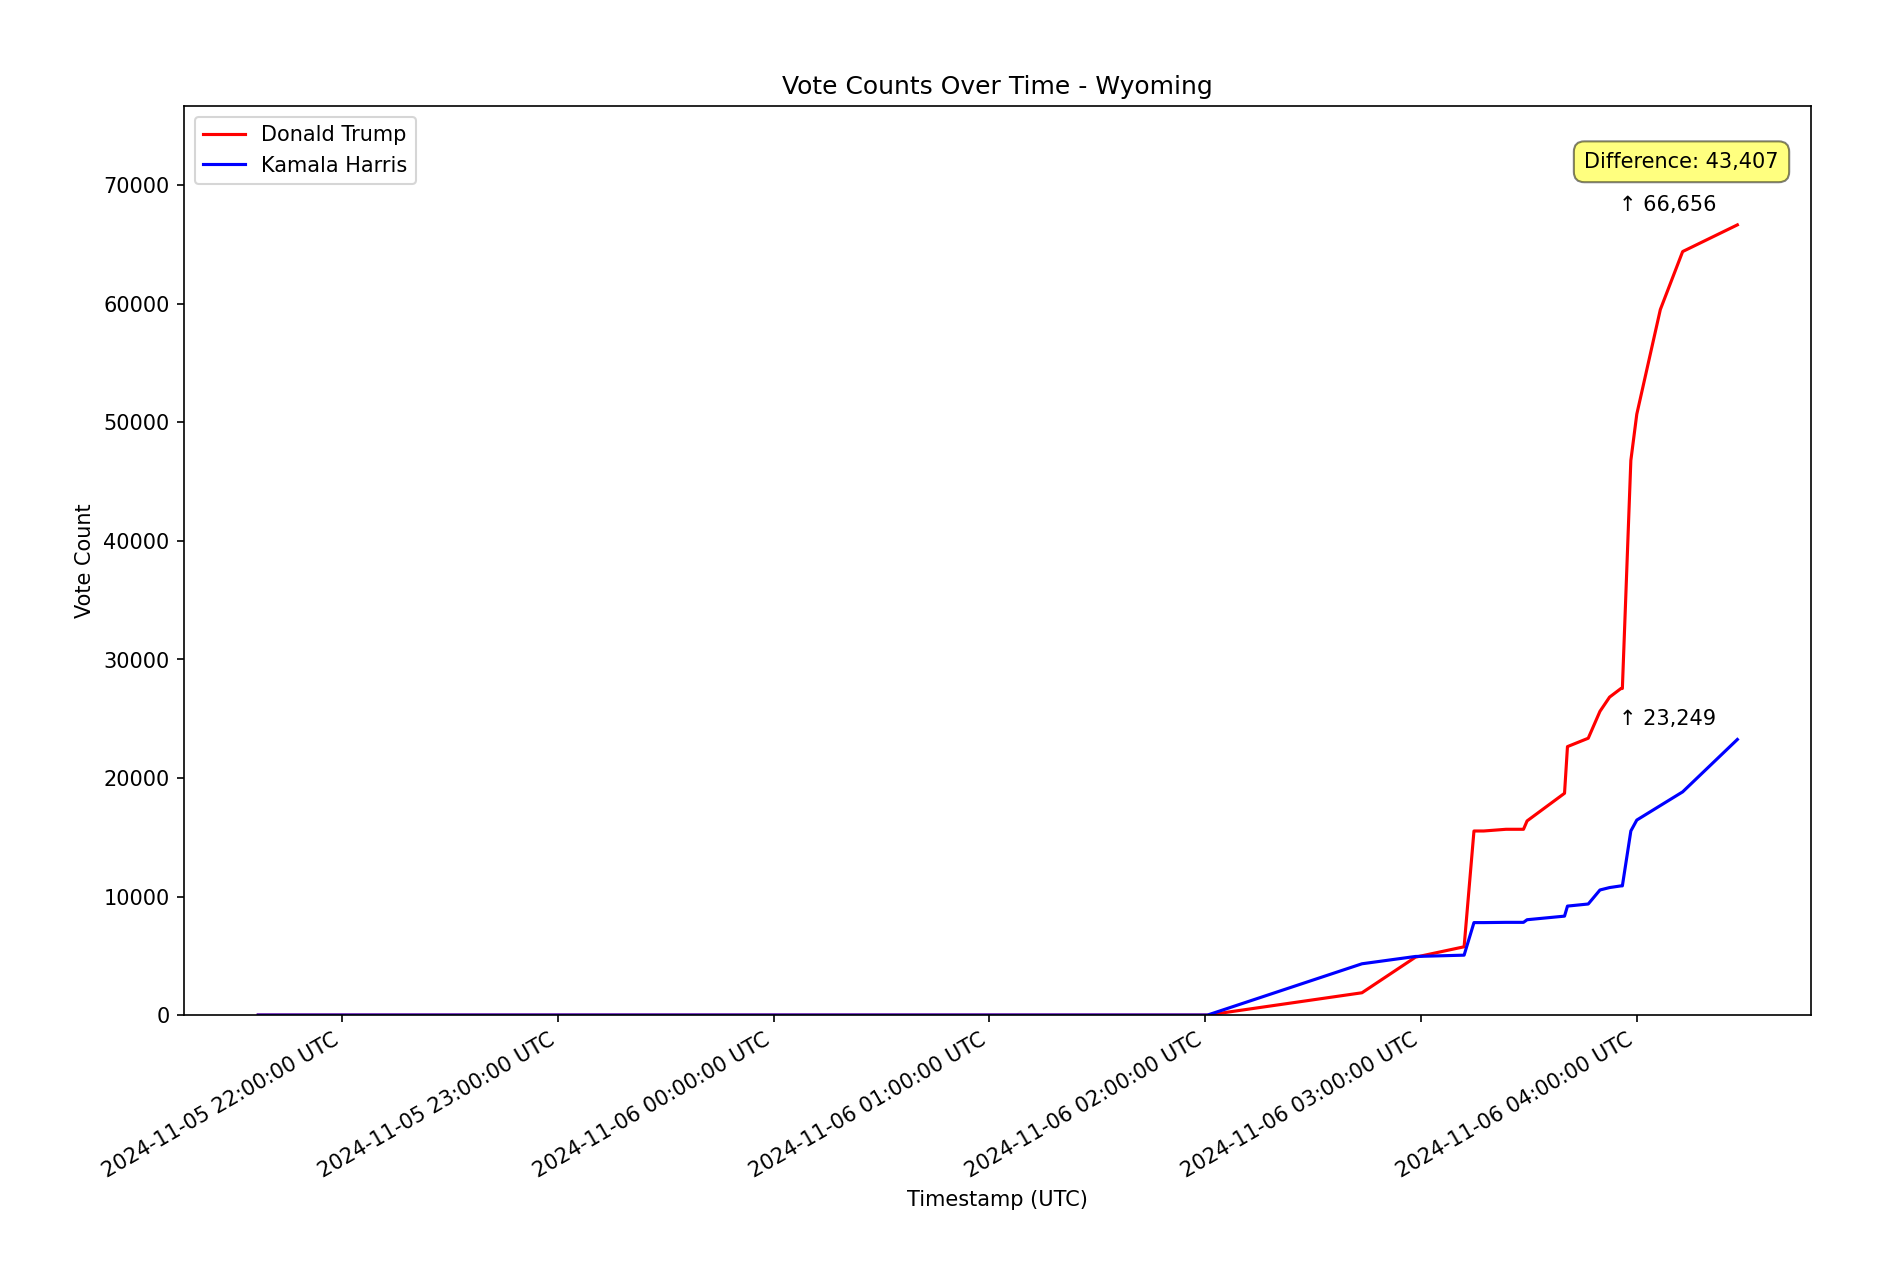 Vote Counts Over Time - Wyoming
Donald Trump
Kamala Harris
Difference: 43,407
↑ 66,656
↑ 23,249
Vote Count
70000
60000
50000
40000
30000
20000
10000
0
2024-11-05 22:00:00 UTC
2024-11-05 23:00:00 UTC
2024-11-06 00:00:00 UTC
2024-11-06 01:00:00 UTC
2024-11-06 02:00:00 UTC
2024-11-06 03:00:00 UTC
2024-11-06 04:00:00 UTC
Timestamp (UTC)